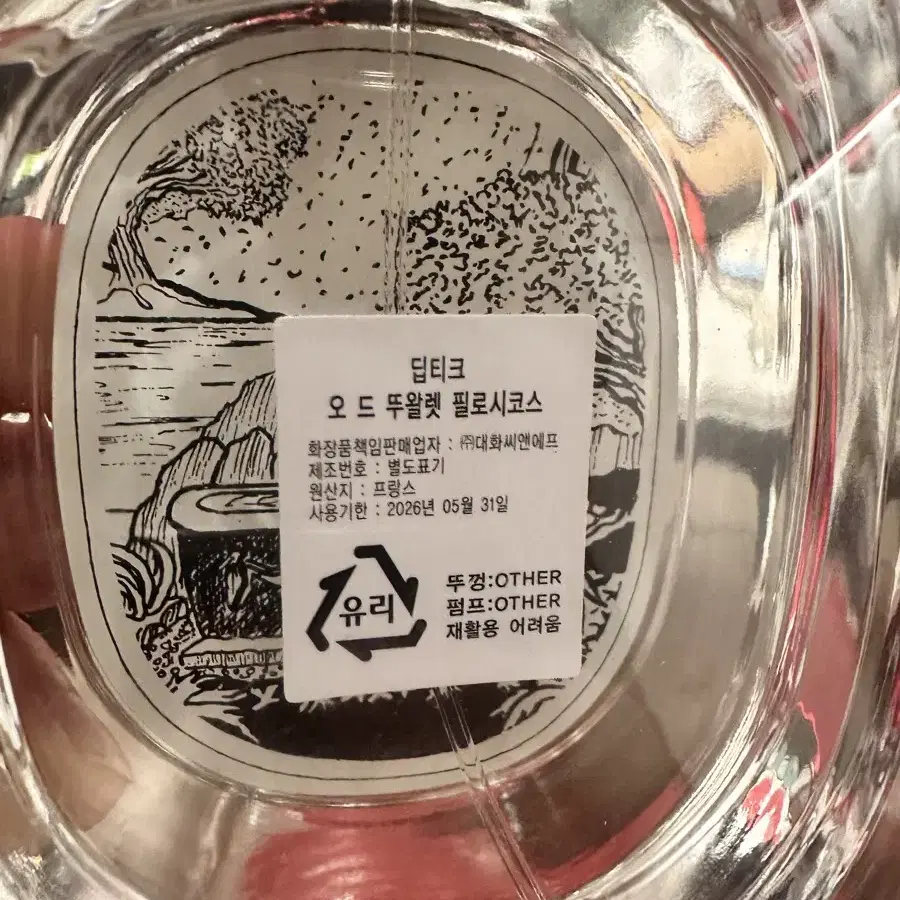 딥티크
오 드 뚜왈렛 필로시코스
화장품책임판매업자 : ㈜대화씨앤에프
제조번호 : 별도표기
원산지 : 프랑스
사용기한 : 2026년 05월 31일
유리
뚜껑:OTHER
펌프:OTHER
재활용 어려움